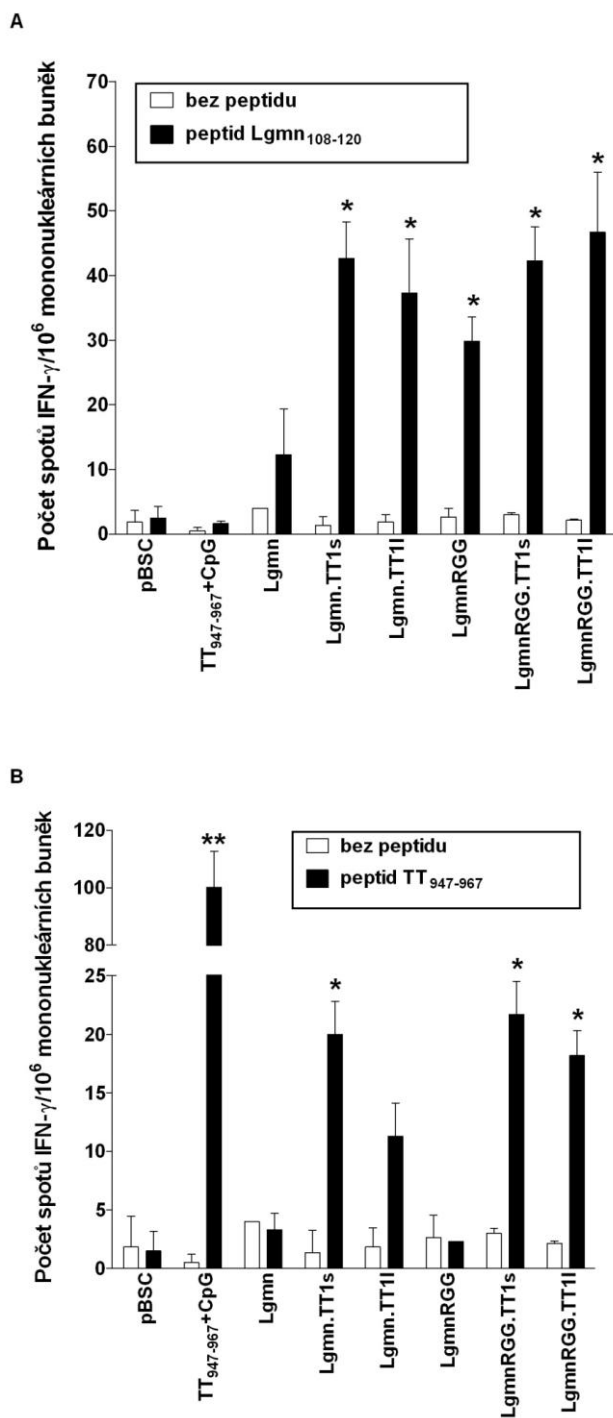 A
Počet spotů IFN-γ/10⁶ mononukleárních buněk
70
60
50
40
30
20
10
0
bez peptidu
peptid Lgmn₁₀₈₋₁₂₀
*
*
*
*
*
pBSC
TT₉₄₇₋₉₆₇+CpG
Lgmn
Lgmn.TT1s
Lgmn.TT1l
LgmnRGG
LgmnRGG.TT1s
LgmnRGG.TT1l
B
Počet spotů IFN-γ/10⁶ mononukleárních buněk
120
100
80
25
20
15
10
5
0
bez peptidu
peptid TT₉₄₇₋₉₆₇
**
*
*
*
pBSC
TT₉₄₇₋₉₆₇+CpG
Lgmn
Lgmn.TT1s
Lgmn.TT1l
LgmnRGG
LgmnRGG.TT1s
LgmnRGG.TT1l